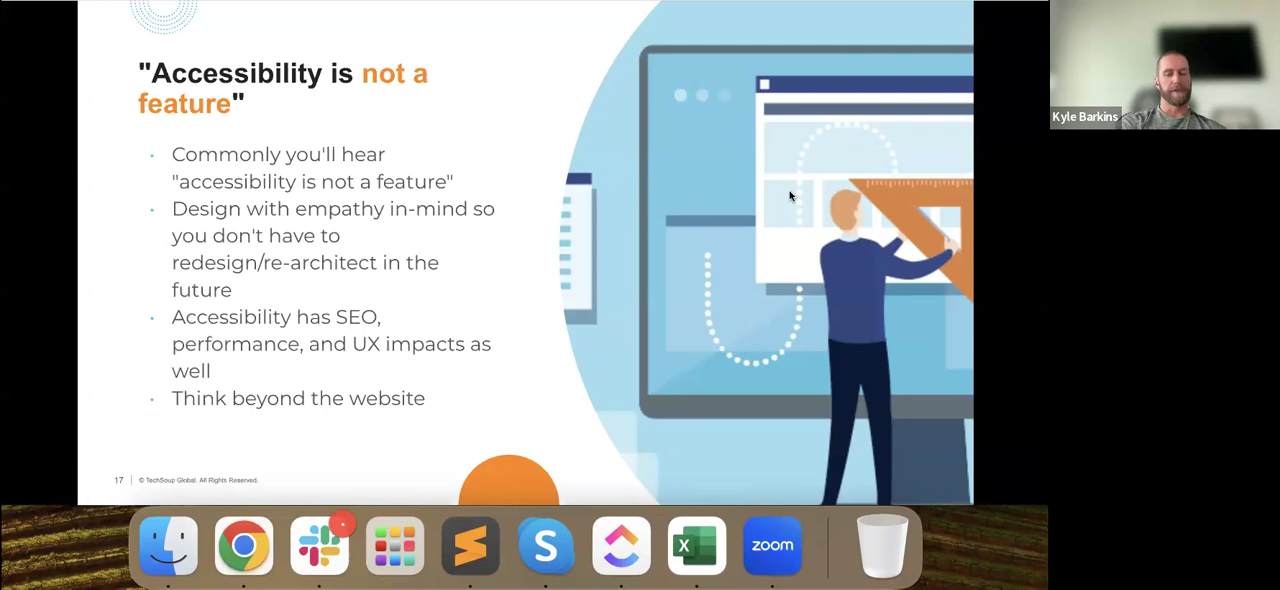 "Accessibility is not a
feature"
Commonly you'll hear
"accessibility is not a feature"
Design with empathy in-mind so
you don't have to
redesign/re-architect in the
future
Accessibility has SEO,
performance, and UX impacts as
well
Think beyond the website
17
© TechSoup Global. All Rights Reserved.
Kyle Barkins
S
X
zoom